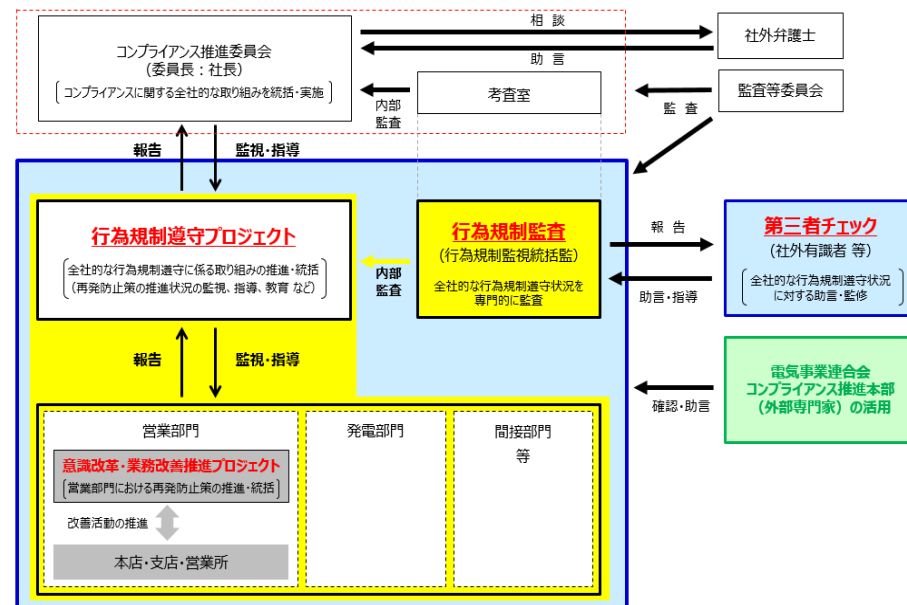 相 談
助 言
コンプライアンス推進委員会
(委員長：社長)
コンプライアンスに関する全社的な取り組みを統括・実施
社外弁護士
考査室
内部
監査
監査等委員会
監 査
報告
監視・指導
行為規制遵守プロジェクト
全社的な行為規制遵守に係る取り組みの推進・統括
(再発防止策の推進状況の監視、指導、教育 など)
内部
監査
行為規制監査
(行為規制監視統括監)
全社的な行為規制遵守状況を
専門的に監査
報 告
助言・指導
第三者チェック
(社外有識者 等)
全社的な行為規制遵守状況
に対する助言・監修
報告
監視・指導
確認・助言
電気事業連合会
コンプライアンス推進本部
(外部専門家) の活用
営業部門
意識改革・業務改善推進プロジェクト
営業部門における再発防止策の推進・統括
改善活動の推進
本店・支店・営業所
発電部門
間接部門
等